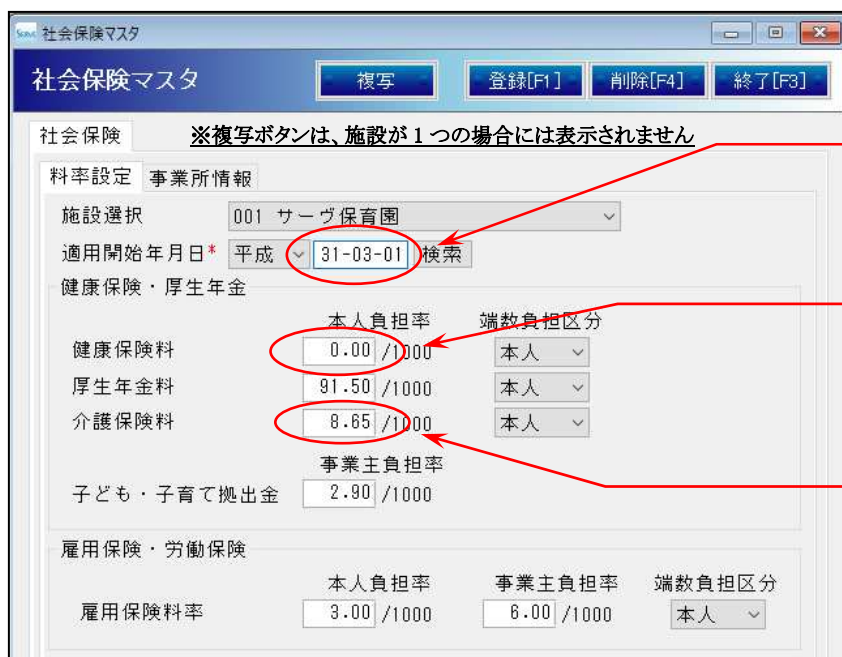 社会保険マスタ
社会保険マスタ 複写 登録[F1] 削除[F4] 終了[F3]
社会保険 ※複写ボタンは、施設が1つの場合には表示されません
料率設定 事業所情報
施設選択 001 サーヴ保育園
適用開始年月日* 平成 31-03-01 検索
健康保険・厚生年金
本人負担率 端数負担区分
健康保険料 0.00 /1000 本人
厚生年金料 91.50 /1000 本人
介護保険料 8.65 /1000 本人
事業主負担率
子ども・子育て拠出金 2.90 /1000
雇用保険・労働保険
本人負担率 事業主負担率 端数負担区分
雇用保険料率 3.00 /1000 6.00 /1000 本人